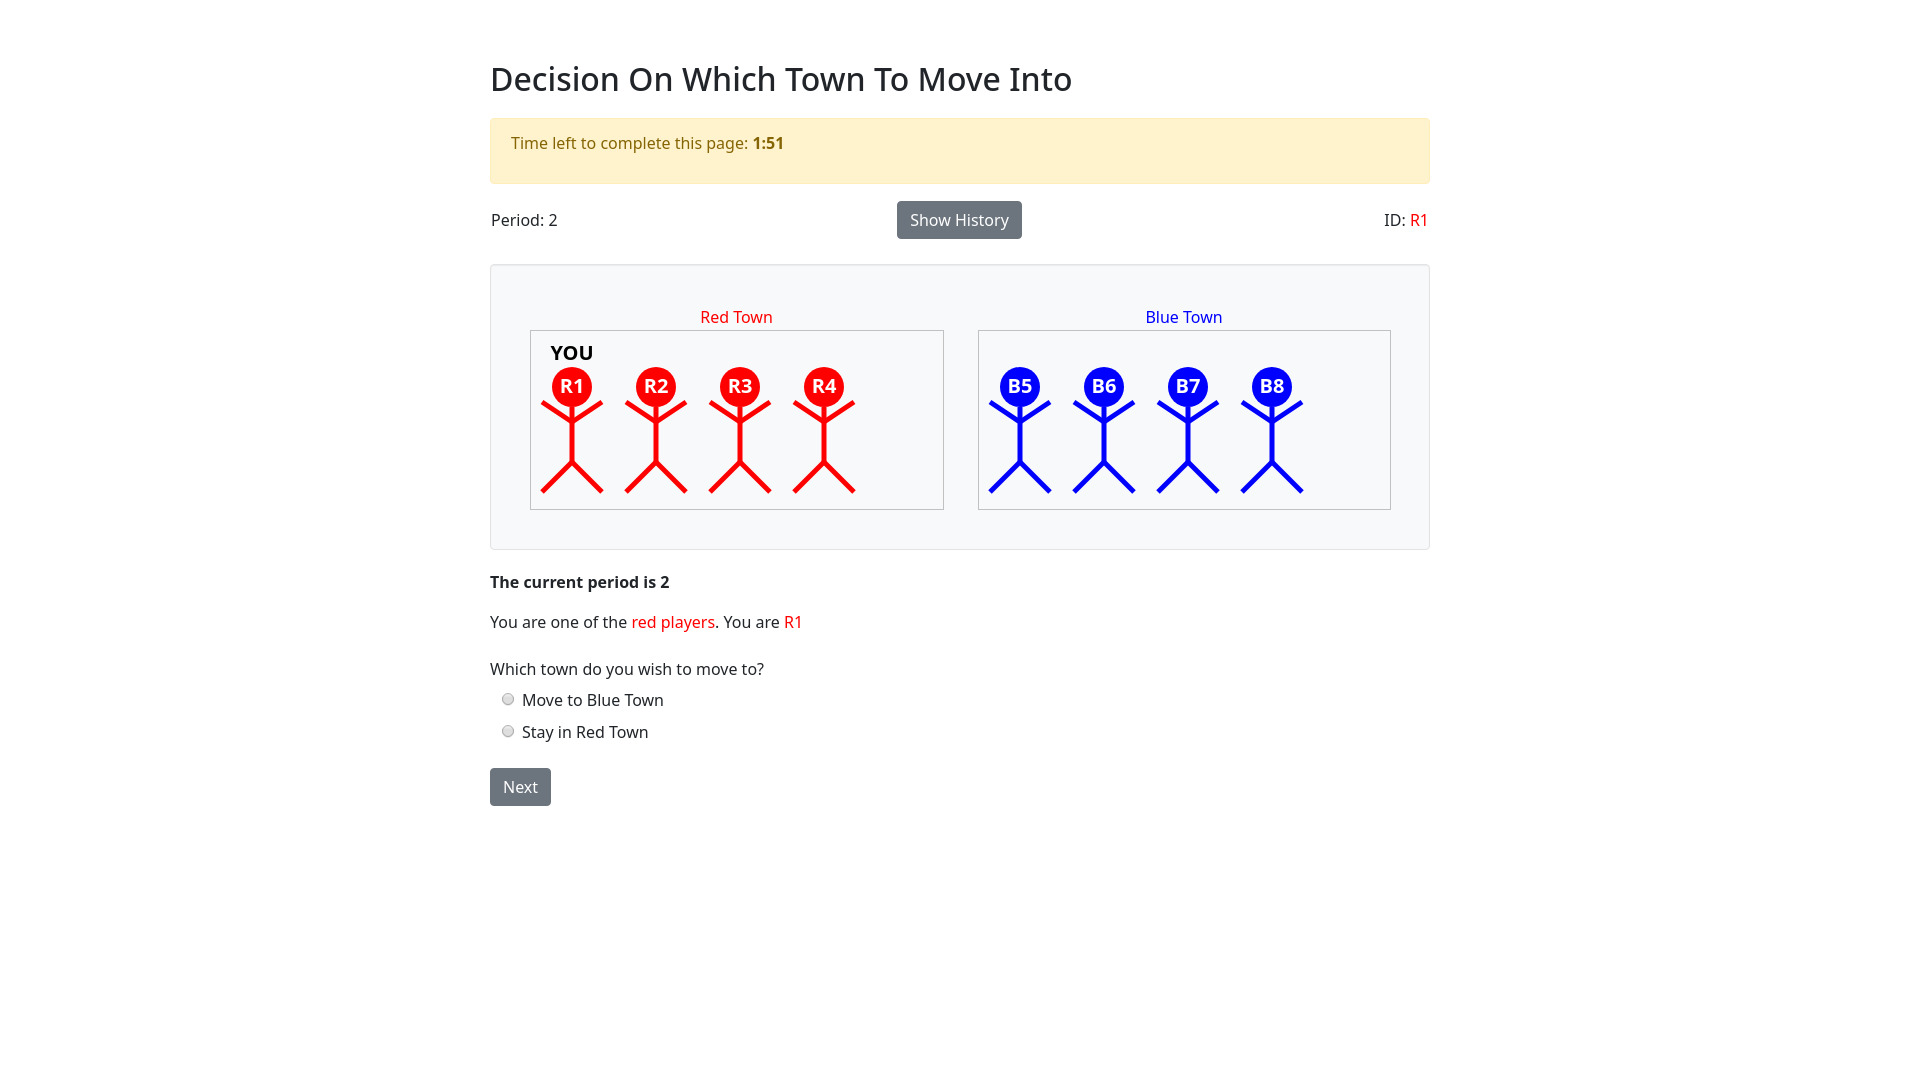 Decision On Which Town To Move Into
Time left to complete this page: 1:51
Period: 2
Show History
ID: R1
Red Town
Blue Town
YOU
R1 R2 R3 R4
B5 B6 B7 B8
The current period is 2
You are one of the red players. You are R1
Which town do you wish to move to?
Move to Blue Town
Stay in Red Town
Next